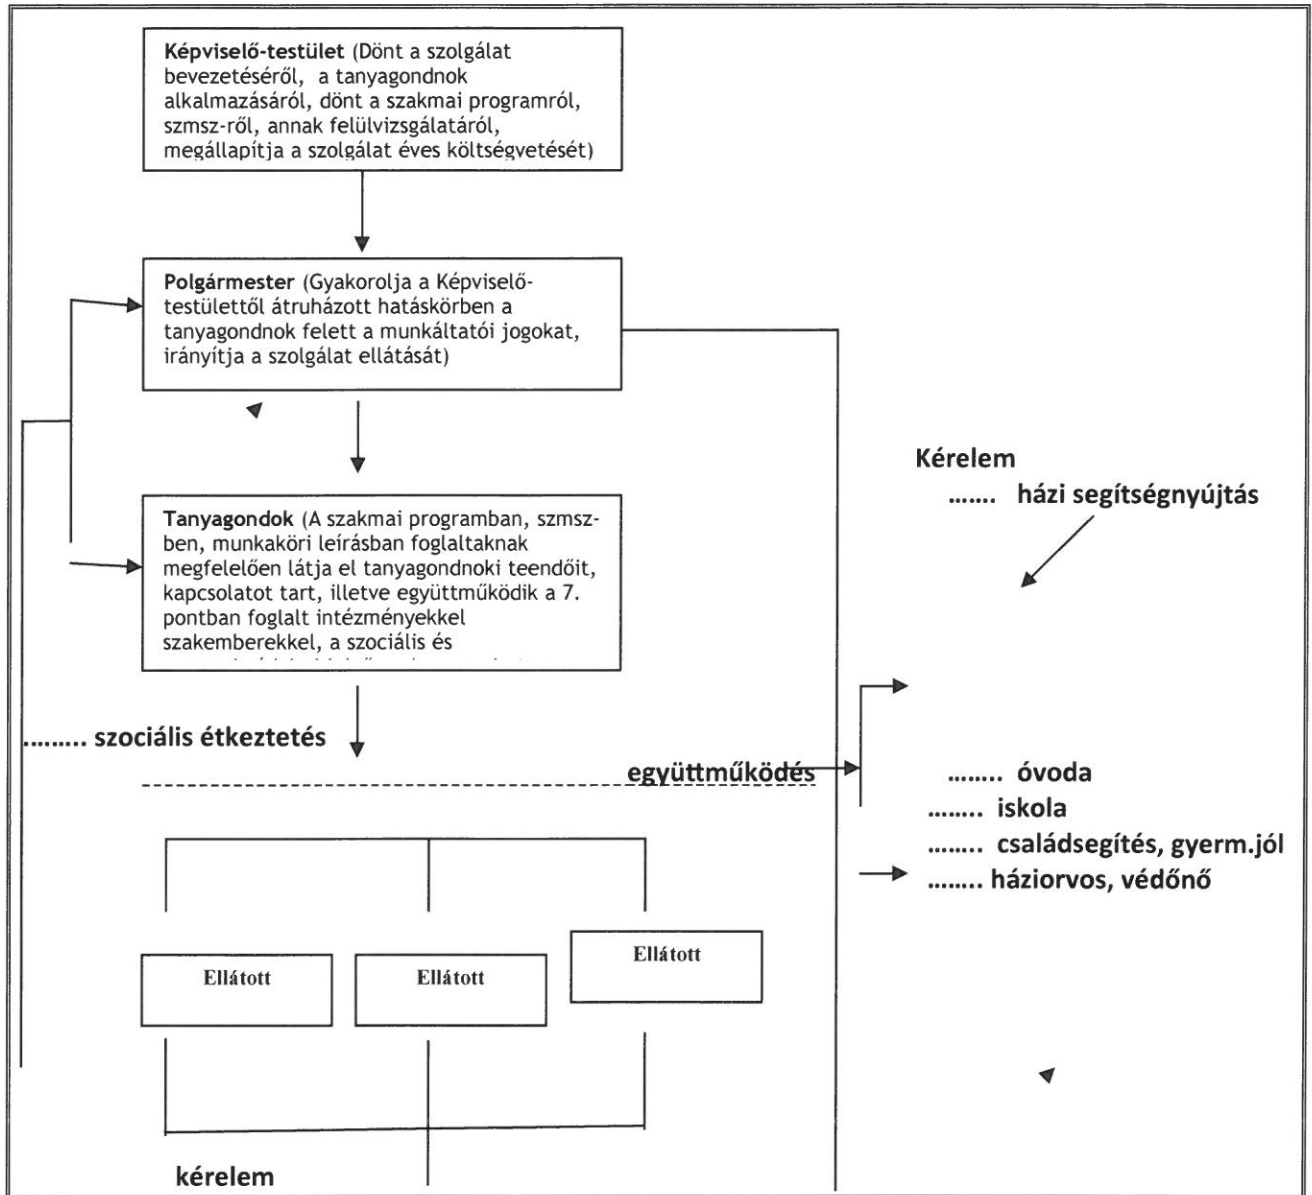 Képviselő-testület (Dönt a szolgálat
bevezetéséről, a tanyagondnok
alkalmazásáról, dönt a szakmai programról,
szmsz-ről, annak felülvizsgálatáról,
megállapítja a szolgálat éves költségvetését)
Polgármester (Gyakorolja a Képviselő-
testülettől átruházott hatáskörben a
tanyagondnok felett a munkáltatói jogokat,
irányítja a szolgálat ellátását)
Kérelem
....... házi segítségnyújtás
Tanyagondok (A szakmai programban, szmsz-
ben, munkaköri leírásban foglaltaknak
megfelelően látja el tanyagondnoki teendőit,
kapcsolatot tart, illetve együttműködik a 7.
pontban foglalt intézményekkel
szakemberekkel, a szociális és
......... szociális étkeztetés
együttműködés
........ óvoda
........ iskola
........ családsegítés, gyerm.jól
........ háziorvos, védőnő
Ellátott
Ellátott
Ellátott
kérelem